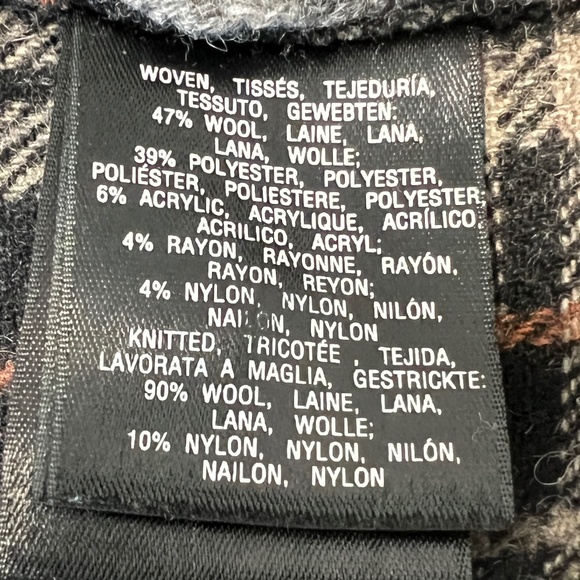 WOVEN, TISSÉS, TEJEDURÍA,
TESSUTO, GEWEBTEN:
47% WOOL, LAINE, LANA,
LANA, WOLLE;
39% POLYESTER, POLYESTER,
POLIÉSTER, POLIESTERE, POLYESTER;
6% ACRYLIC, ACRYLIQUE, ACRÍLICO,
ACRILICO, ACRYL;
4% RAYON, RAYONNE, RAYÓN,
RAYON, REYON;
4% NYLON, NYLON, NILÓN,
NAILON, NYLON
KNITTED, TRICOTÉE , TEJIDA,
LAVORATA A MAGLIA, GESTRICKTE:
90% WOOL, LAINE, LANA,
LANA, WOLLE;
10% NYLON, NYLON, NILÓN,
NAILON, NYLON